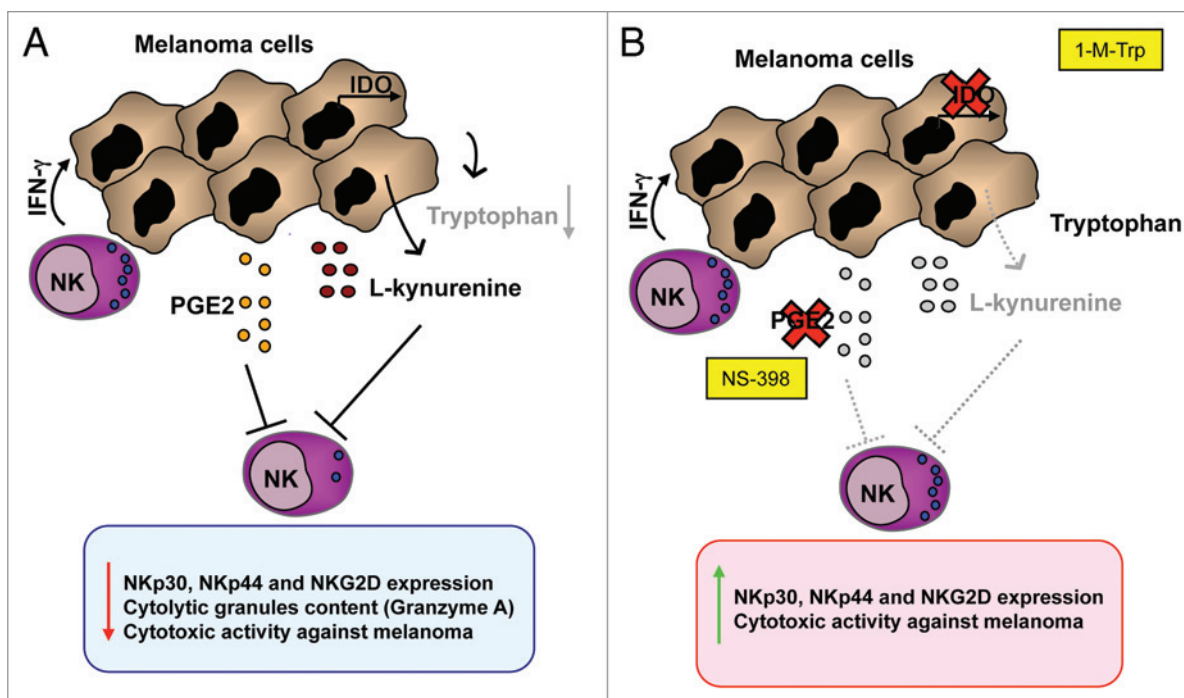 A
Melanoma cells
IDO
IFN-γ
Tryptophan
NK
PGE2
L-kynurenine
NK
NKp30, NKp44 and NKG2D expression
Cytolytic granules content (Granzyme A)
Cytotoxic activity against melanoma
B
1-M-Trp
Melanoma cells
IDO
IFN-γ
Tryptophan
NK
L-kynurenine
PGE2
NS-398
NK
NKp30, NKp44 and NKG2D expression
Cytotoxic activity against melanoma